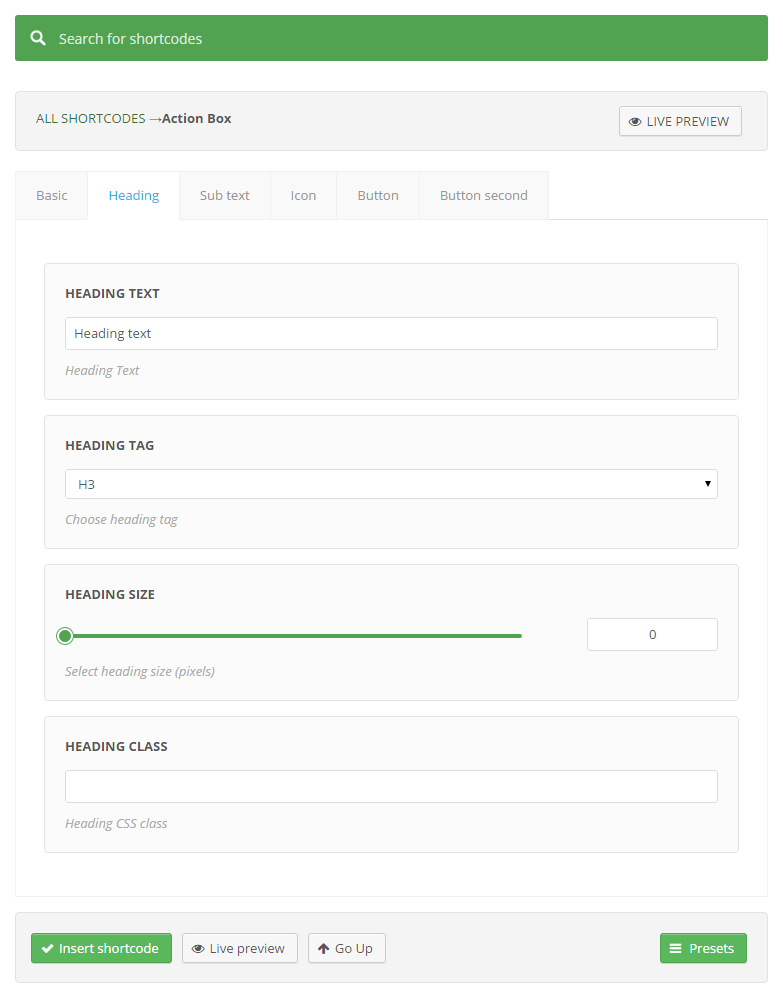 Search for shortcodes
ALL SHORTCODES →Action Box
LIVE PREVIEW
Basic Heading Sub text Icon Button Button second
HEADING TEXT
Heading text
Heading Text
HEADING TAG
H3
Choose heading tag
HEADING SIZE
0
Select heading size (pixels)
HEADING CLASS
Heading CSS class
Insert shortcode Live preview Go Up Presets